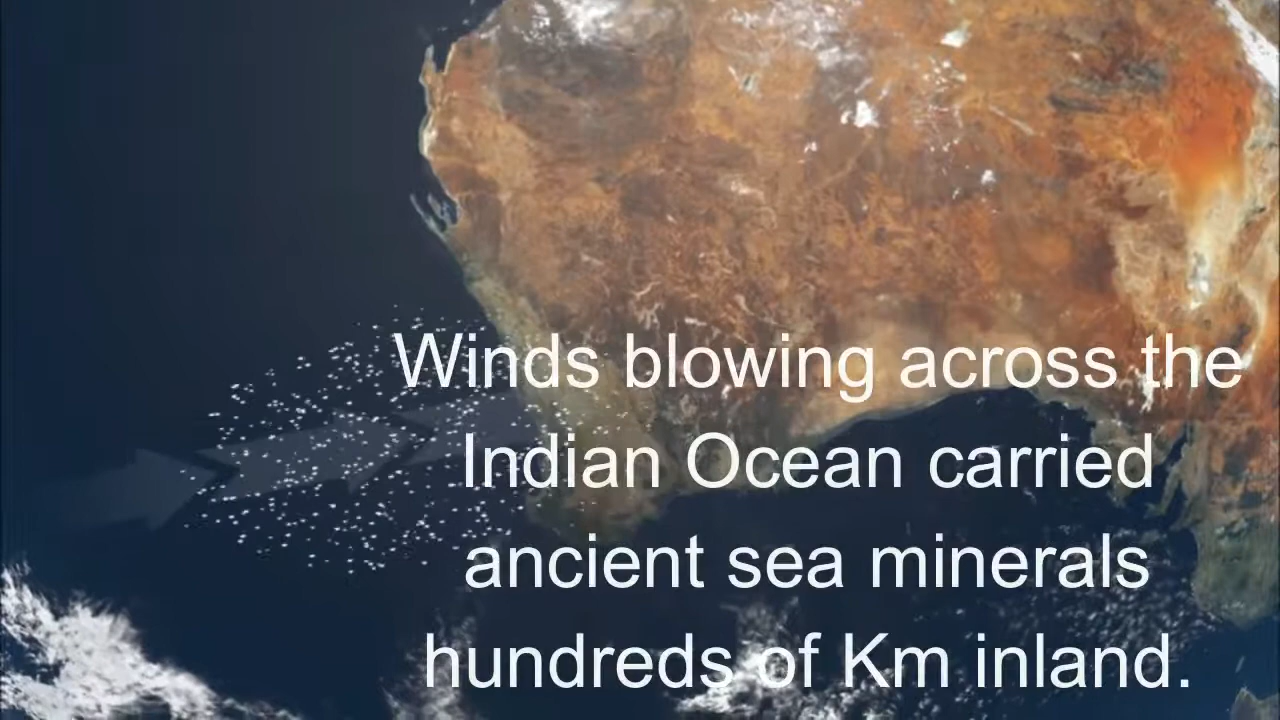 Winds blowing across the
Indian Ocean carried
ancient sea minerals
hundreds of Km inland.